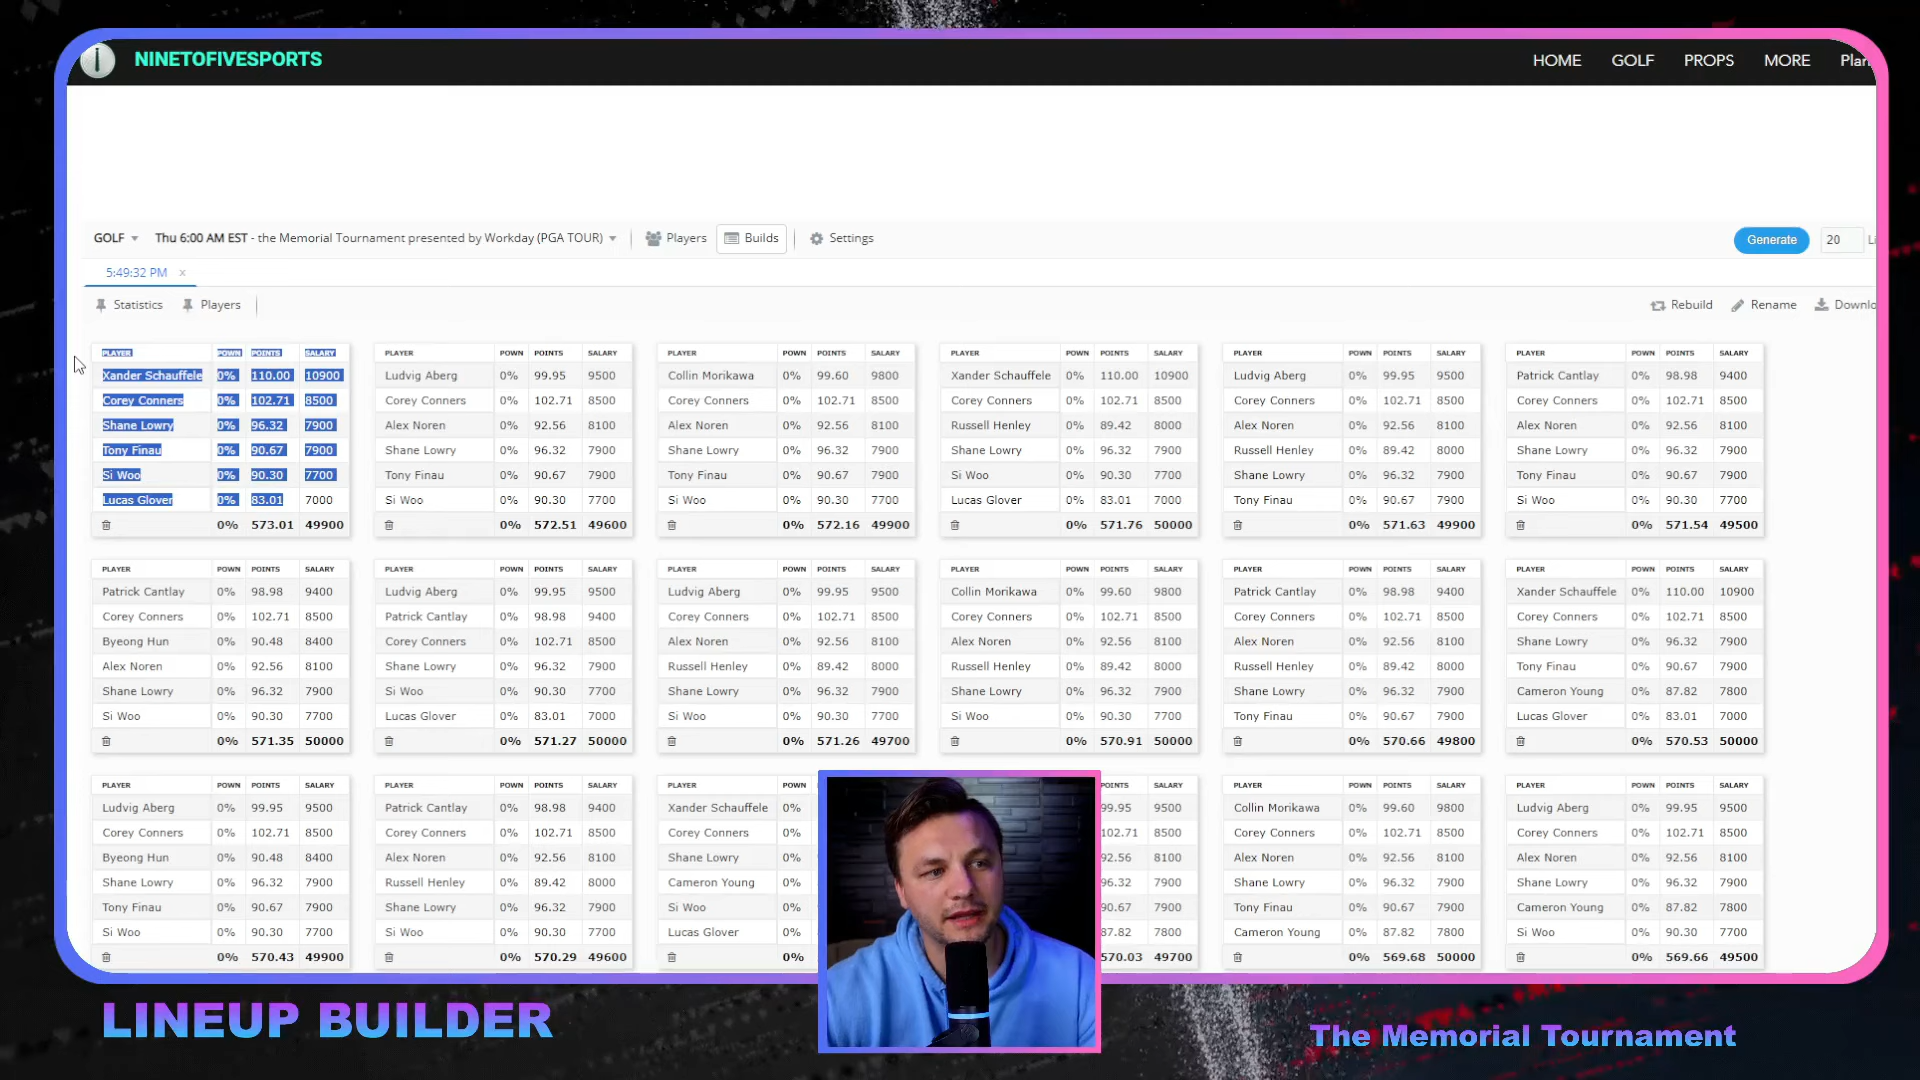 NINETOFIVESPORTS
HOME GOLF PROPS MORE Plan
GOLF Thu 6:00 AM EST - the Memorial Tournament presented by Workday (PGA TOUR) Players Builds Settings
Generate 20 Li
5:49:32 PM x
Statistics Players
Rebuild Rename Downlo
PLAYER POWN POINTS SALARY
Xander Schauffele 0% 110.00 10900
Corey Conners 0% 102.71 8500
Shane Lowry 0% 96.32 7900
Tony Finau 0% 90.67 7900
Si Woo 0% 90.30 7700
Lucas Glover 0% 83.01 7000
0% 573.01 49900
PLAYER POWN POINTS SALARY
Ludvig Aberg 0% 99.95 9500
Corey Conners 0% 102.71 8500
Alex Noren 0% 92.56 8100
Shane Lowry 0% 96.32 7900
Tony Finau 0% 90.67 7900
Si Woo 0% 90.30 7700
0% 572.51 49600
PLAYER POWN POINTS SALARY
Collin Morikawa 0% 99.60 9800
Corey Conners 0% 102.71 8500
Alex Noren 0% 92.56 8100
Shane Lowry 0% 96.32 7900
Tony Finau 0% 90.67 7900
Si Woo 0% 90.30 7700
0% 572.16 49900
PLAYER POWN POINTS SALARY
Xander Schauffele 0% 110.00 10900
Corey Conners 0% 102.71 8500
Russell Henley 0% 89.42 8000
Shane Lowry 0% 96.32 7900
Si Woo 0% 90.30 7700
Lucas Glover 0% 83.01 7000
0% 571.76 50000
PLAYER POWN POINTS SALARY
Ludvig Aberg 0% 99.95 9500
Corey Conners 0% 102.71 8500
Alex Noren 0% 92.56 8100
Russell Henley 0% 89.42 8000
Shane Lowry 0% 96.32 7900
Tony Finau 0% 90.67 7900
0% 571.63 49900
PLAYER POWN POINTS SALARY
Patrick Cantlay 0% 98.98 9400
Corey Conners 0% 102.71 8500
Alex Noren 0% 92.56 8100
Shane Lowry 0% 96.32 7900
Tony Finau 0% 90.67 7900
Si Woo 0% 90.30 7700
0% 571.54 49500
PLAYER POWN POINTS SALARY
Patrick Cantlay 0% 98.98 9400
Corey Conners 0% 102.71 8500
Byeong Hun 0% 90.48 8400
Alex Noren 0% 92.56 8100
Shane Lowry 0% 96.32 7900
Si Woo 0% 90.30 7700
0% 571.35 50000
PLAYER POWN POINTS SALARY
Ludvig Aberg 0% 99.95 9500
Patrick Cantlay 0% 98.98 9400
Corey Conners 0% 102.71 8500
Shane Lowry 0% 96.32 7900
Si Woo 0% 90.30 7700
Lucas Glover 0% 83.01 7000
0% 571.27 50000
PLAYER POWN POINTS SALARY
Ludvig Aberg 0% 99.95 9500
Corey Conners 0% 102.71 8500
Alex Noren 0% 92.56 8100
Russell Henley 0% 89.42 8000
Shane Lowry 0% 96.32 7900
Si Woo 0% 90.30 7700
0% 571.26 49700
PLAYER POWN POINTS SALARY
Collin Morikawa 0% 99.60 9800
Corey Conners 0% 102.71 8500
Alex Noren 0% 92.56 8100
Russell Henley 0% 89.42 8000
Shane Lowry 0% 96.32 7900
Si Woo 0% 90.30 7700
0% 570.91 50000
PLAYER POWN POINTS SALARY
Patrick Cantlay 0% 98.98 9400
Corey Conners 0% 102.71 8500
Alex Noren 0% 92.56 8100
Russell Henley 0% 89.42 8000
Shane Lowry 0% 96.32 7900
Tony Finau 0% 90.67 7900
0% 570.66 49800
PLAYER POWN POINTS SALARY
Xander Schauffele 0% 110.00 10900
Corey Conners 0% 102.71 8500
Shane Lowry 0% 96.32 7900
Tony Finau 0% 90.67 7900
Cameron Young 0% 87.82 7800
Lucas Glover 0% 83.01 7000
0% 570.53 50000
PLAYER POWN POINTS SALARY
Ludvig Aberg 0% 99.95 9500
Corey Conners 0% 102.71 8500
Byeong Hun 0% 90.48 8400
Shane Lowry 0% 96.32 7900
Tony Finau 0% 90.67 7900
Si Woo 0% 90.30 7700
0% 570.43 49900
PLAYER POWN POINTS SALARY
Patrick Cantlay 0% 98.98 9400
Corey Conners 0% 102.71 8500
Alex Noren 0% 92.56 8100
Russell Henley 0% 89.42 8000
Shane Lowry 0% 96.32 7900
Si Woo 0% 90.30 7700
0% 570.29 49600
PLAYER POWN
Xander Schauffele 0%
Corey Conners 0%
Shane Lowry 0%
Cameron Young 0%
Si Woo 0%
Lucas Glover 0%
0%
POINTS SALARY
99.95 9500
102.71 8500
92.56 8100
96.32 7900
90.67 7900
87.82 7800
570.03 49700
PLAYER POWN POINTS SALARY
Collin Morikawa 0% 99.60 9800
Corey Conners 0% 102.71 8500
Alex Noren 0% 92.56 8100
Shane Lowry 0% 96.32 7900
Tony Finau 0% 90.67 7900
Cameron Young 0% 87.82 7800
0% 569.68 50000
PLAYER POWN POINTS SALARY
Ludvig Aberg 0% 99.95 9500
Corey Conners 0% 102.71 8500
Alex Noren 0% 92.56 8100
Shane Lowry 0% 96.32 7900
Cameron Young 0% 87.82 7800
Si Woo 0% 90.30 7700
0% 569.66 49500
LINEUP BUILDER
The Memorial Tournament